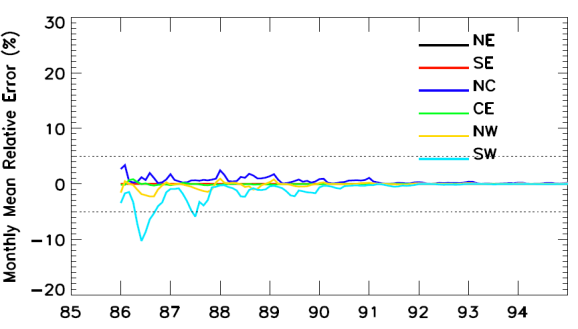 Monthly Mean Relative Error (%)
30
20
10
0
−10
−20
85 86 87 88 89 90 91 92 93 94
NE
SE
NC
CE
NW
SW